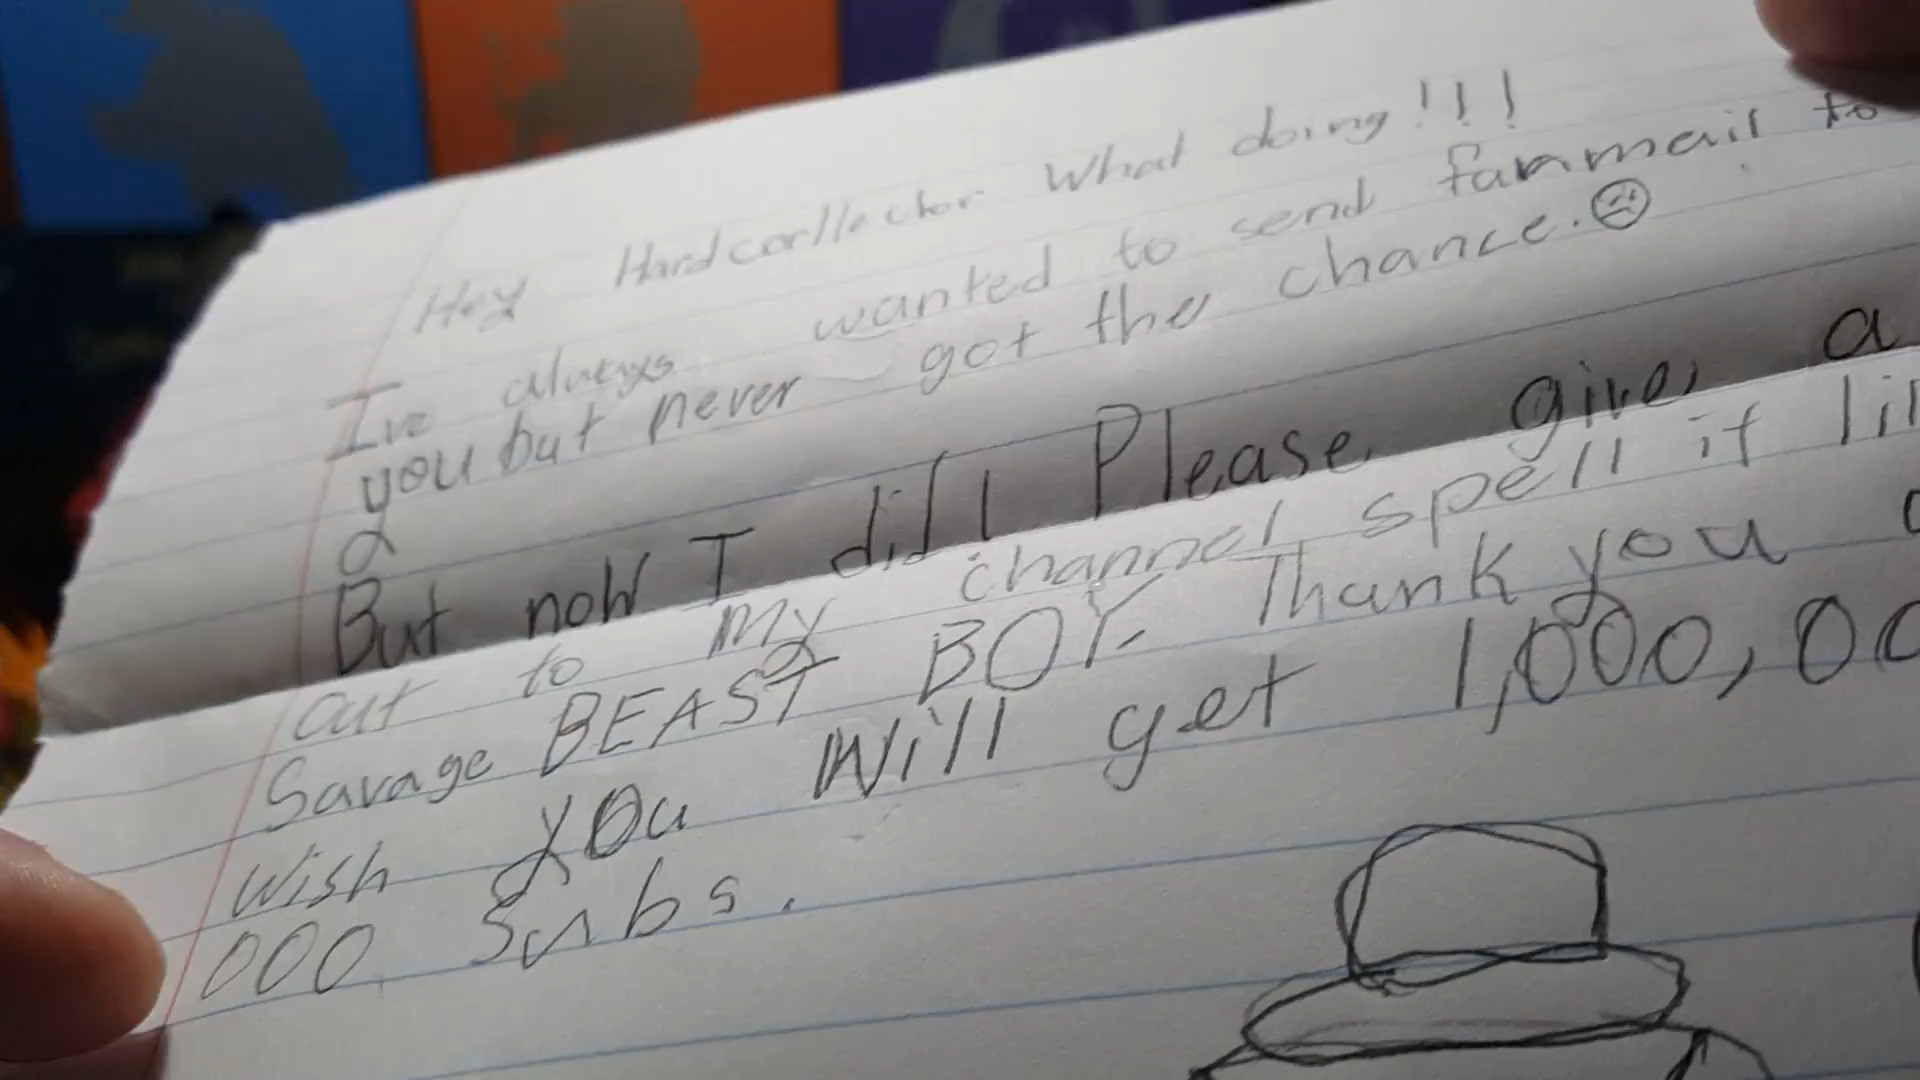 Hey Hardcorllector What doing!!!
I've always wanted to send fanmail to
you but never got the chance.
But now I did! Please give a
out to my channel spell it
Savage BEAST BOY. Thank you
Wish you Will get 1,000,00
000 Subs.